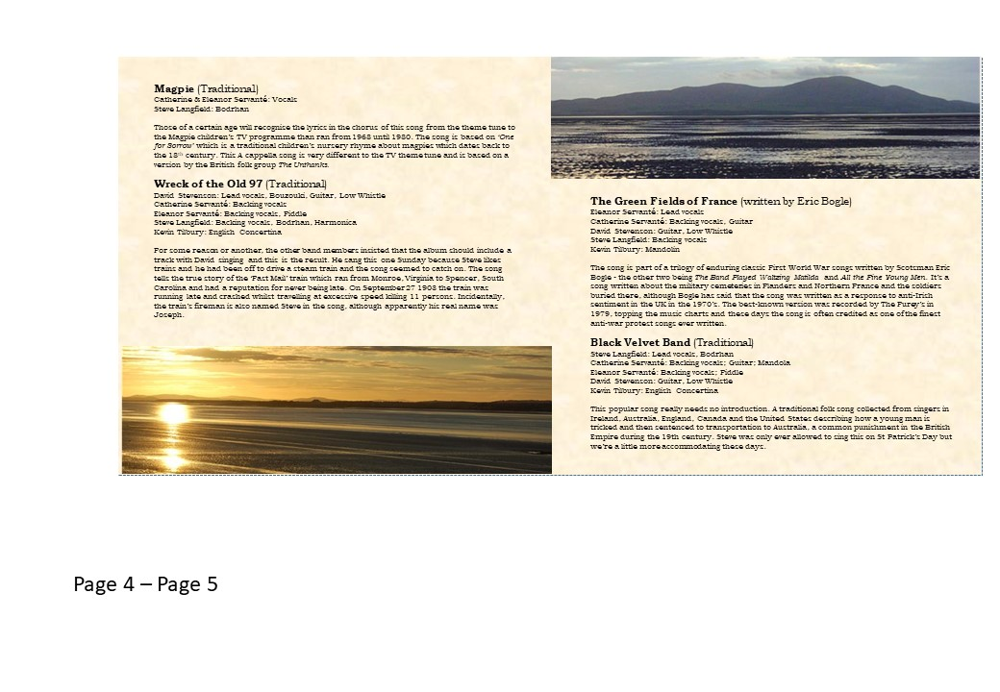 Magpie (Traditional)
Catherine & Eleanor Servanté: Vocals
Steve Langfield: Bodrhan
Those of a certain age will recognise the lyrics in the chorus of this song from the theme tune to
the Magpie children's TV programme than ran from 1968 until 1980. The song is based on 'One
for Sorrow' which is a traditional children's nursery rhyme about magpies which dates back to
the 18th century. This A cappella song is very different to the TV theme tune and is based on a
version by the British folk group The Unthanks.
Wreck of the Old 97 (Traditional)
David Stevenson: Lead vocals, Bouzouki, Guitar, Low Whistle
Catherine Servanté: Backing vocals
Eleanor Servanté: Backing vocals, Fiddle
Steve Langfield: Backing vocals, Bodrhan, Harmonica
Kevin Tilbury: English Concertina
For some reason or another, the other band members insisted that the album should include a
track with David singing and this is the result. He sang this one Sunday because Steve likes
trains and he had been off to drive a steam train and the song seemed to catch on. The song
tells the true story of the 'Fast Mail' train which ran from Monroe, Virginia to Spencer, South
Carolina and had a reputation for never being late. On September 27 1903 the train was
running late and crashed whilst travelling at excessive speed killing 11 persons. Incidentally,
the train's fireman is also named Steve in the song, although apparently his real name was
Joseph.
The Green Fields of France (written by Eric Bogle)
Eleanor Servanté: Lead vocals
Catherine Servanté: Backing vocals, Guitar
David Stevenson: Guitar, Low Whistle
Steve Langfield: Backing vocals
Kevin Tilbury: Mandolin
The song is part of a trilogy of enduring classic First World War songs written by Scotsman Eric
Bogle - the other two being The Band Played Waltzing Matilda and All the Fine Young Men. It's a
song written about the military cemeteries in Flanders and Northern France and the soldiers
buried there, although Bogle has said that the song was written as a response to anti-Irish
sentiment in the UK in the 1970's. The best-known version was recorded by The Furey's in
1979, topping the music charts and these days the song is often credited as one of the finest
anti-war protest songs ever written.
Black Velvet Band (Traditional)
Steve Langfield: Lead vocals, Bodrhan
Catherine Servanté: Backing vocals; Guitar; Mandola
Eleanor Servanté: Backing vocals; Fiddle
David Stevenson: Guitar, Low Whistle
Kevin Tilbury: English Concertina
This popular song really needs no introduction. A traditional folk song collected from singers in
Ireland, Australia, England, Canada and the United States describing how a young man is
tricked and then sentenced to transportation to Australia, a common punishment in the British
Empire during the 19th century. Steve was only ever allowed to sing this on St Patrick's Day but
we're a little more accommodating these days.
Page 4 – Page 5